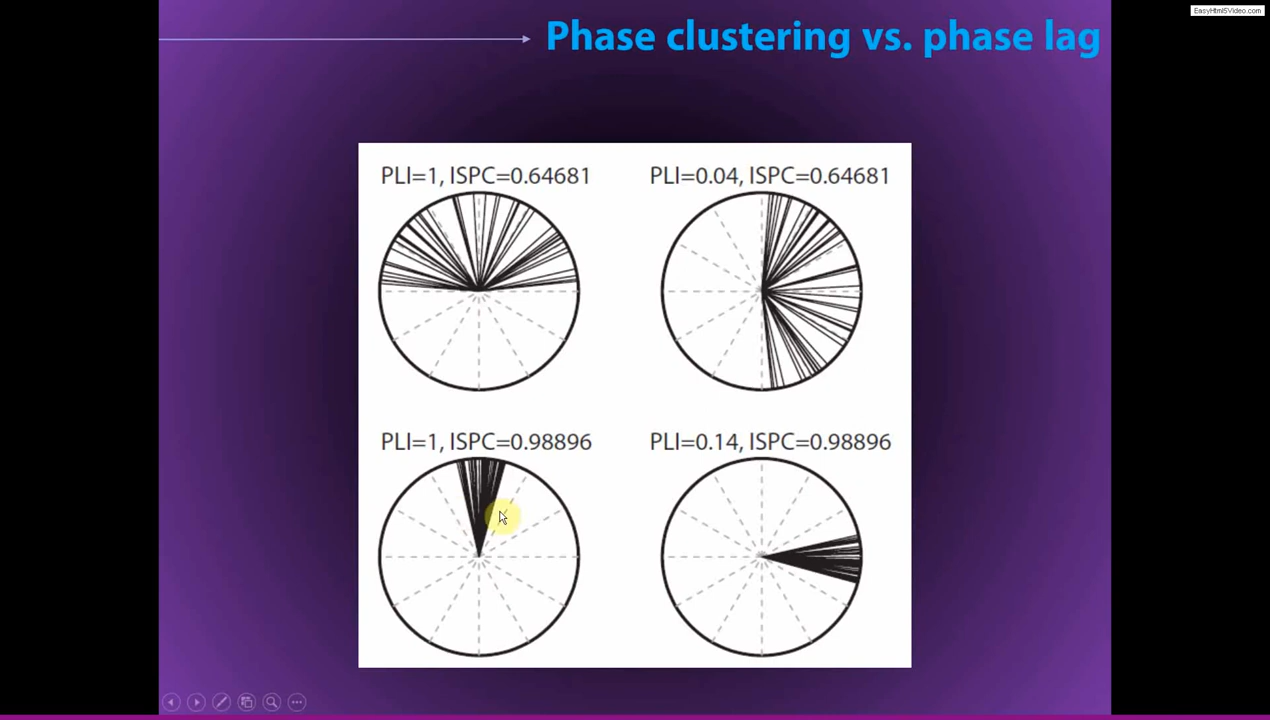 EasyHtml5Video.com
Phase clustering vs. phase lag
PLI=1, ISPC=0.64681
PLI=0.04, ISPC=0.64681
PLI=1, ISPC=0.98896
PLI=0.14, ISPC=0.98896